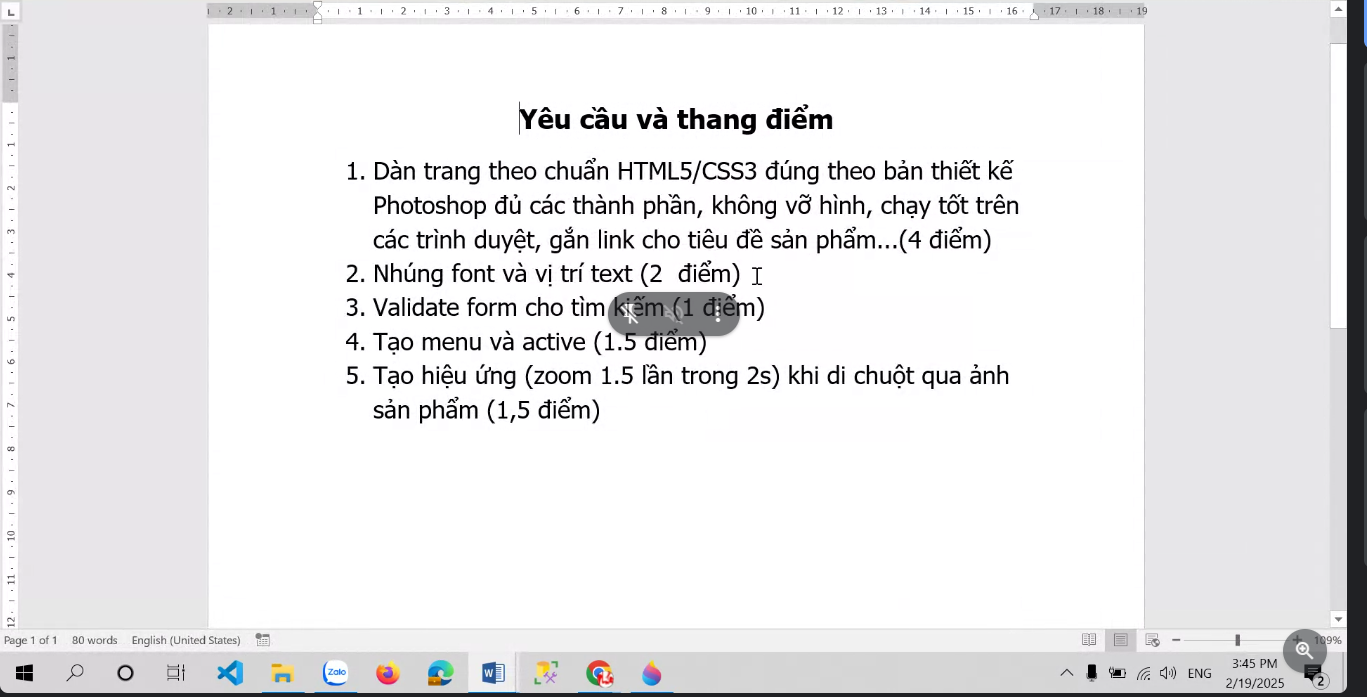 Yêu cầu và thang điểm
1. Dàn trang theo chuẩn HTML5/CSS3 đúng theo bản thiết kế
Photoshop đủ các thành phần, không vỡ hình, chạy tốt trên
các trình duyệt, gắn link cho tiêu đề sản phẩm...(4 điểm)
2. Nhúng font và vị trí text (2  điểm)
3. Validate form cho tìm kiếm (1 điểm)
4. Tạo menu và active (1.5 điểm)
5. Tạo hiệu ứng (zoom 1.5 lần trong 2s) khi di chuột qua ảnh
sản phẩm (1,5 điểm)
Page 1 of 1 80 words English (United States) 109%
Zalo ENG 3:45 PM
2/19/2025 2